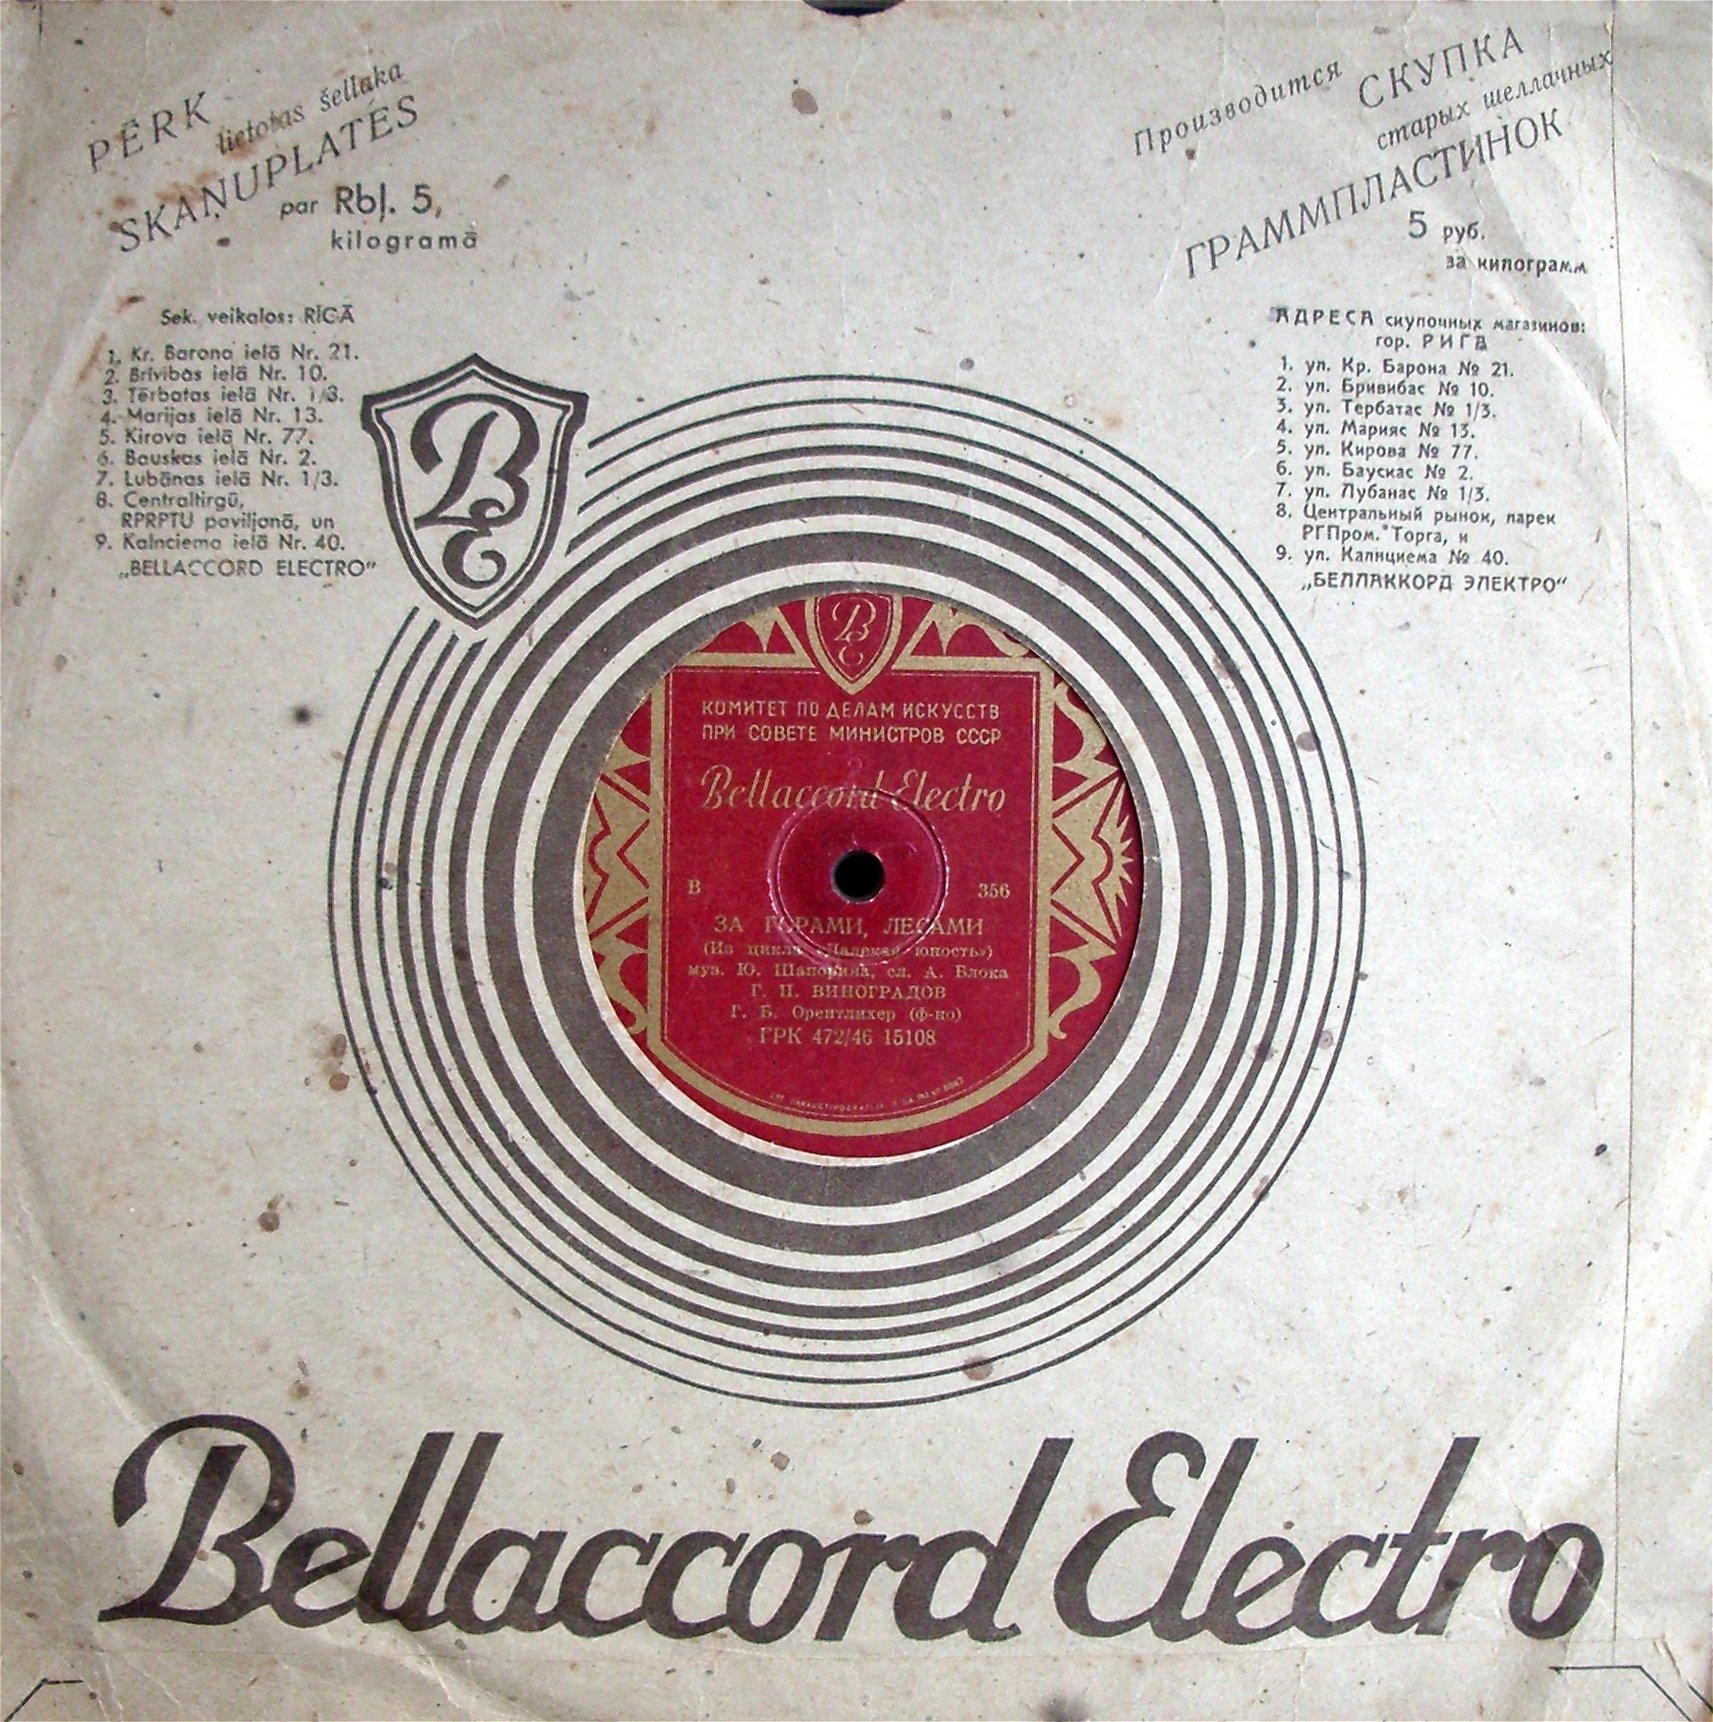 PĒRK
lietotas šellaka
SKAŅUPLATES
par Rbļ. 5,
kilogramā
Sek. veikalos: RĪGĀ
1. Kr. Barona ielā Nr. 21.
2. Brīvības ielā Nr. 10.
3. Tērbatas ielā Nr. 1/3.
4. Marijas ielā Nr. 13.
5. Kirova ielā Nr. 77.
6. Bauskas ielā Nr. 2.
7. Lubānas ielā Nr. 1/3.
8. Centraltirgū,
RPRPTU paviljonā, un
9. Kalnciema ielā Nr. 40.
„BELLACCORD ELECTRO”
Производится
СКУПКА
старых шеллачных
ГРАММПЛАСТИНОК
5 руб.
за килограмм
АДРЕСА скупочных магазинов:
гор. РИГА
1. ул. Кр. Барона № 21.
2. ул. Бривибас № 10.
3. ул. Тербатас № 1/3.
4. ул. Марияс № 13.
5. ул. Кирова № 77.
6. ул. Баускас № 2.
7. ул. Лубанас № 1/3.
8. Центральный рынок, ларек
РГПром. Торга, и
9. ул. Калнциема № 40.
„БЕЛЛАККОРД ЭЛЕКТРО”
BE
BE
КОМИТЕТ ПО ДЕЛАМ ИСКУССТВ
ПРИ СОВЕТЕ МИНИСТРОВ СССР
Bellaccord Electro
В 356
ЗА ГОРАМИ, ЛЕСАМИ
(Из цикла «Далекая юность»)
муз. Ю. Шапорина, сл. А. Блока
Г. П. ВИНОГРАДОВ
Г. Б. Орентлихер (ф-но)
ГРК 472/46 15108
Bellaccord Electro